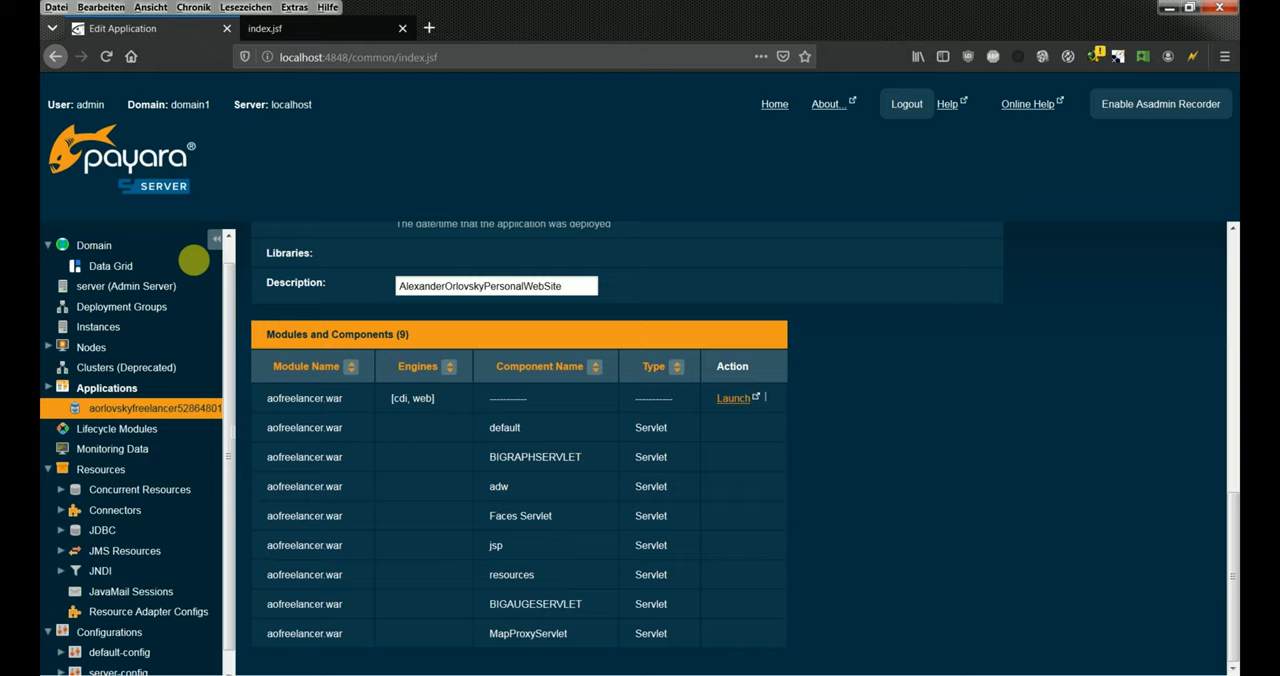 Datei Bearbeiten Ansicht Chronik Lesezeichen Extras Hilfe
Edit Application
index.jsf
localhost:4848/common/index.jsf
User: admin Domain: domain1 Server: localhost
Home About... Logout Help Online Help Enable Asadmin Recorder
payara®
SERVER
Domain
Data Grid
server (Admin Server)
Deployment Groups
Instances
Nodes
Clusters (Deprecated)
Applications
aorlovskyfreelancer52864801
Lifecycle Modules
Monitoring Data
Resources
Concurrent Resources
Connectors
JDBC
JMS Resources
JNDI
JavaMail Sessions
Resource Adapter Configs
Configurations
default-config
server-config
The date/time that the application was deployed
Libraries:
Description: AlexanderOrlovskyPersonalWebSite
Modules and Components (9)
Module Name Engines Component Name Type Action
aofreelancer.war [cdi, web] ----------- ----------- Launch |
aofreelancer.war default Servlet
aofreelancer.war BIGRAPHSERVLET Servlet
aofreelancer.war adw Servlet
aofreelancer.war Faces Servlet Servlet
aofreelancer.war jsp Servlet
aofreelancer.war resources Servlet
aofreelancer.war BIGAUGESERVLET Servlet
aofreelancer.war MapProxyServlet Servlet